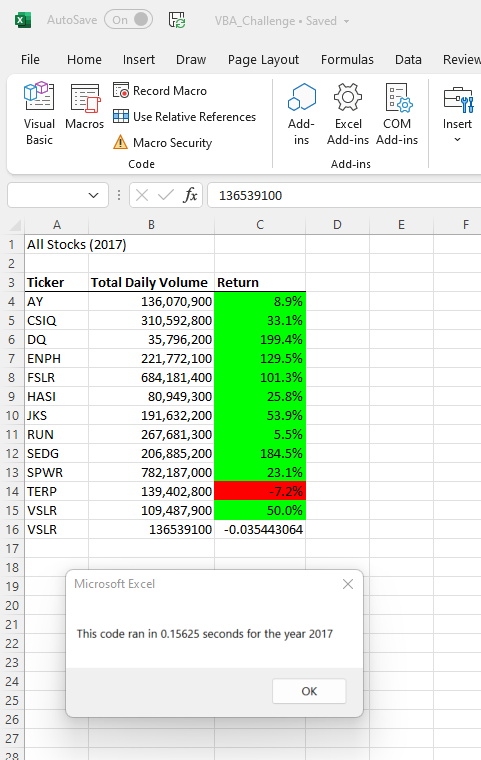 AutoSave On VBA_Challenge • Saved
File Home Insert Draw Page Layout Formulas Data Review
Record Macro
Use Relative References
Macro Security
Visual Basic
Macros
Code
Add-ins
Excel Add-ins
COM Add-ins
Add-ins
Insert
fx 136539100
A B C D E F
1 All Stocks (2017)
2
3 Ticker Total Daily Volume Return
4 AY 136,070,900 8.9%
5 CSIQ 310,592,800 33.1%
6 DQ 35,796,200 199.4%
7 ENPH 221,772,100 129.5%
8 FSLR 684,181,400 101.3%
9 HASI 80,949,300 25.8%
10 JKS 191,632,200 53.9%
11 RUN 267,681,300 5.5%
12 SEDG 206,885,200 184.5%
13 SPWR 782,187,000 23.1%
14 TERP 139,402,800 -7.2%
15 VSLR 109,487,900 50.0%
16 VSLR 136539100 -0.035443064
17
18
19
20
21
22
23
24
25
26
27
28
Microsoft Excel
This code ran in 0.15625 seconds for the year 2017
OK